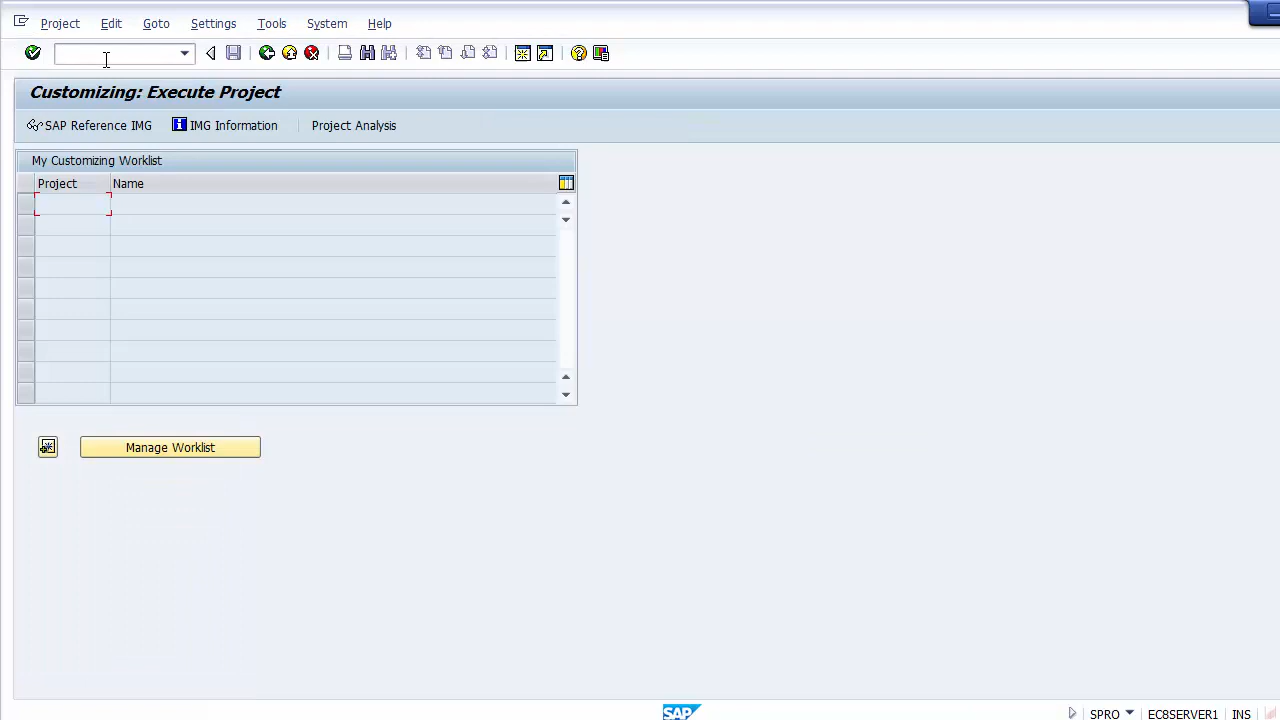 Project Edit Goto Settings Tools System Help
Customizing: Execute Project
SAP Reference IMG IMG Information Project Analysis
My Customizing Worklist
Project Name
Manage Worklist
SAP SPRO EC8SERVER1 INS